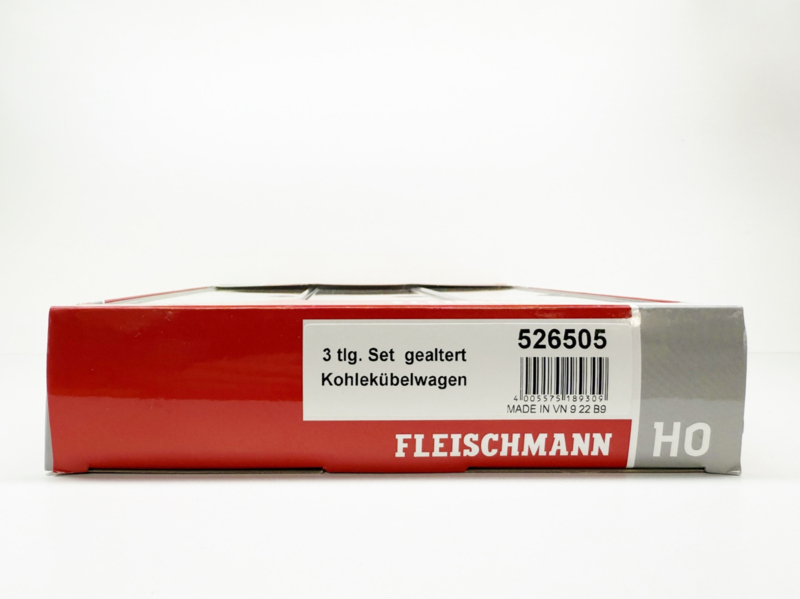 526505
3 tlg. Set gealtert
Kohlekübelwagen
4 005575 189309
MADE IN VN 9 22 B9
FLEISCHMANN
HO